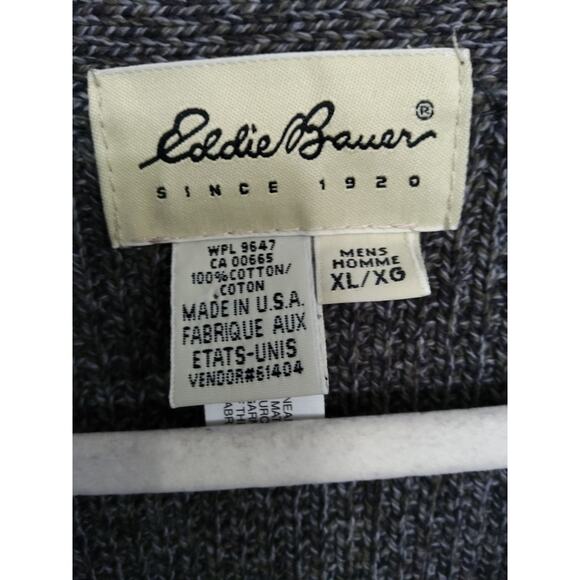 Eddie Bauer®
SINCE 1920
WPL 9647
CA 00665
100% COTTON/
COTON
MADE IN U.S.A.
FABRIQUE AUX
ETATS-UNIS
VENDOR#61404
MENS
HOMME
XL/XG